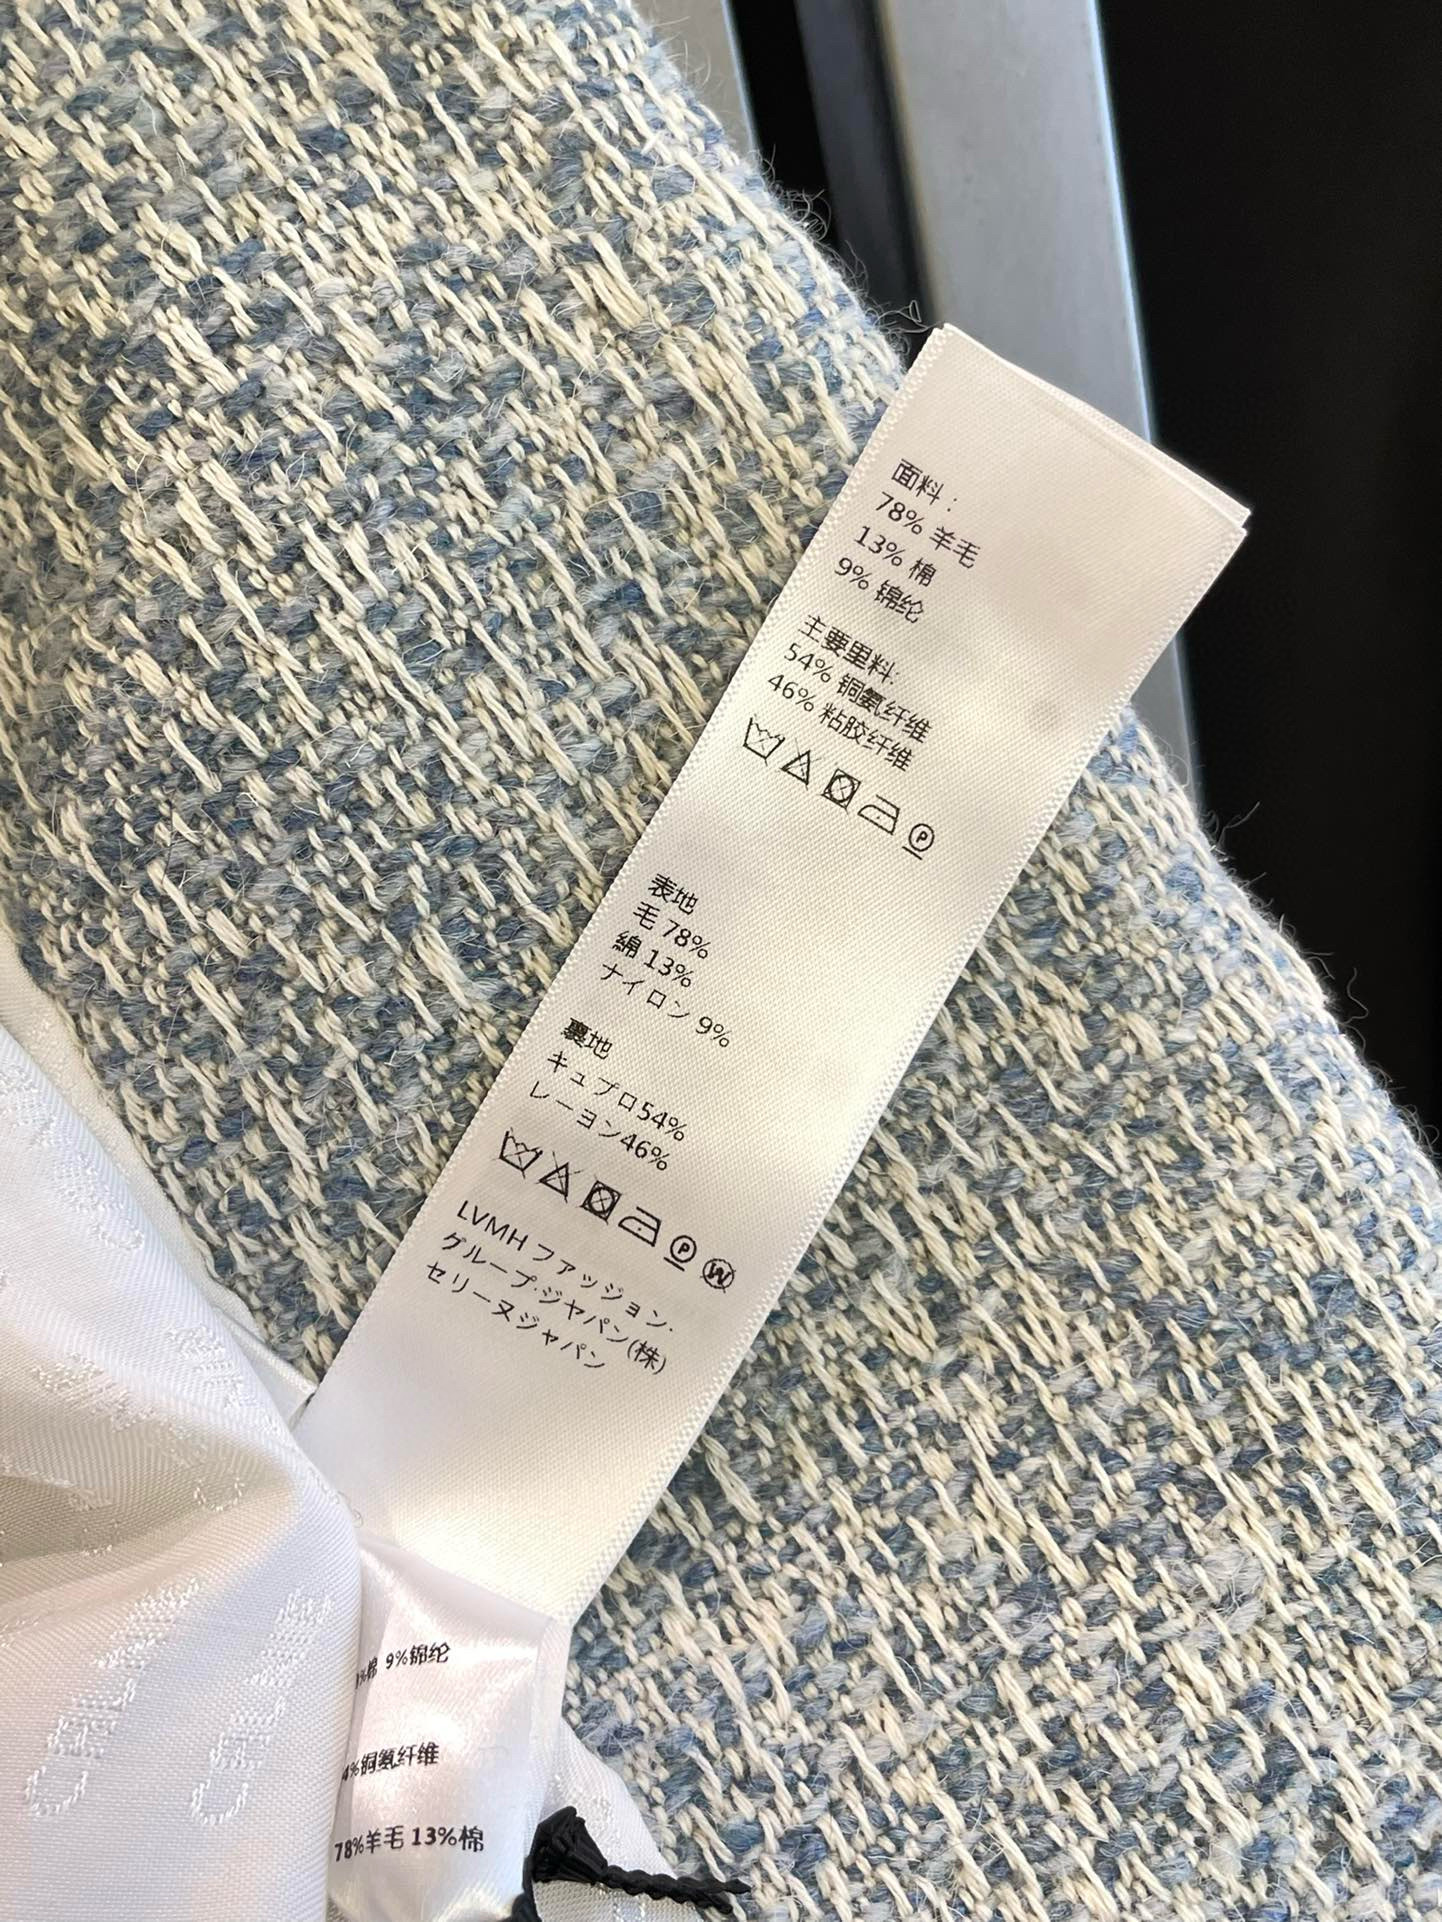 面料：
78% 羊毛
13% 棉
9% 锦纶
主要里料:
54% 铜氨纤维
46% 粘胶纤维
P
表地
毛 78%
綿 13%
ナイロン 9%
裏地
キュプロ54%
レーヨン46%
P W
LVMH ファッション.
グループ.ジャパン(株)
セリーヌジャパン
棉 9%锦纶
4%铜氨纤维
78%羊毛 13%棉